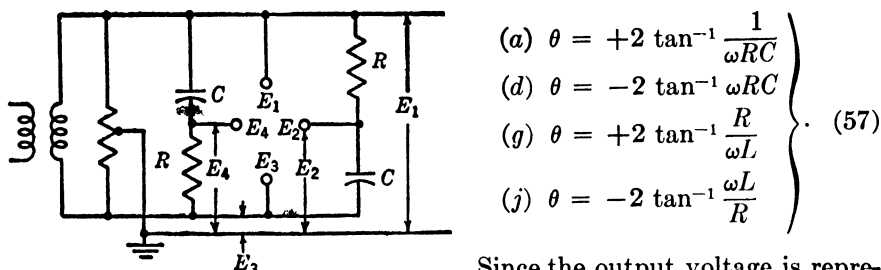 R
C
E₁
E₄ E₂
E₁
R E₄ E₃ E₂ C
E₃
(a) θ = +2 tan⁻¹ 1/ωRC
(d) θ = −2 tan⁻¹ ωRC
(g) θ = +2 tan⁻¹ R/ωL
(j) θ = −2 tan⁻¹ ωL/R
. (57)
Since the output voltage is repre-